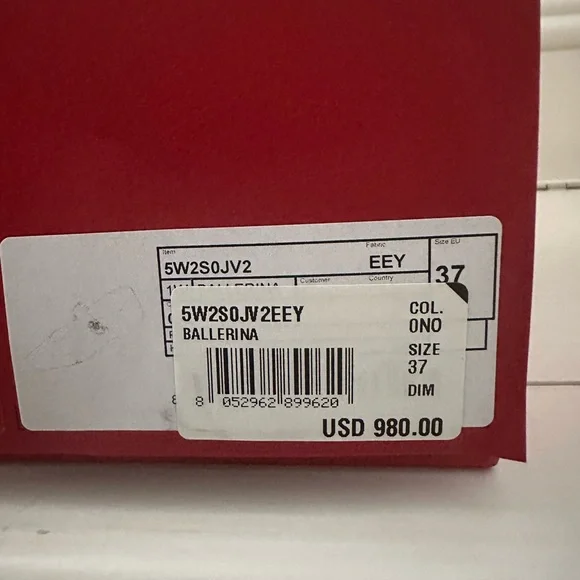 Item
Fabric
Size EU
5W2S0JV2
EEY
37
Customer
Country
5W2S0JV2EEY
BALLERINA
COL.
0NO
SIZE
37
DIM
8 052962 899620
USD 980.00